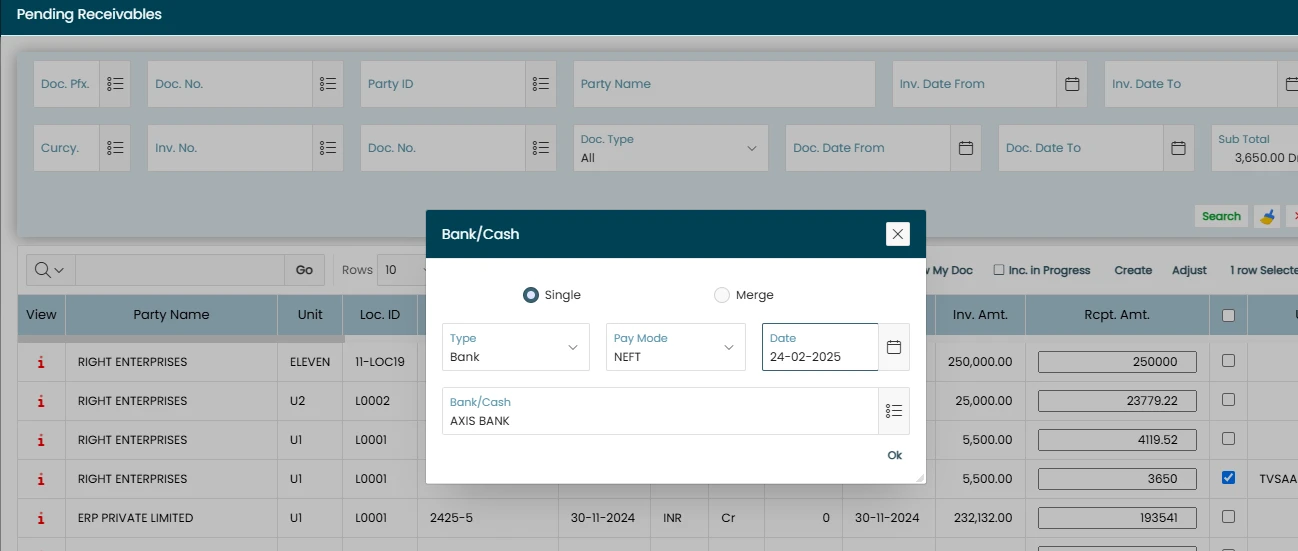 Pending Receivables
Doc. Pfx. Doc. No. Party ID Party Name Inv. Date From Inv. Date To
Curcy. Inv. No. Doc. No. Doc. Type Doc. Date From Doc. Date To Sub Total
All 3,650.00
Search
Bank/Cash
Go Rows 10 My Doc Inc. in Progress Create Adjust 1 row
Single Merge
View Party Name Unit Loc. ID Inv. Amt. Rcpt. Amt.
Type Pay Mode Date
Bank NEFT 24-02-2025
i RIGHT ENTERPRISES ELEVEN 11-LOC19 250,000.00 250000
i RIGHT ENTERPRISES U2 L0002 25,000.00 23779.22
Bank/Cash
AXIS BANK
i RIGHT ENTERPRISES U1 L0001 5,500.00 4119.52
Ok
i RIGHT ENTERPRISES U1 L0001 5,500.00 3650 TVSAA
i ERP PRIVATE LIMITED U1 L0001 2425-5 30-11-2024 INR Cr 0 30-11-2024 232,132.00 193541